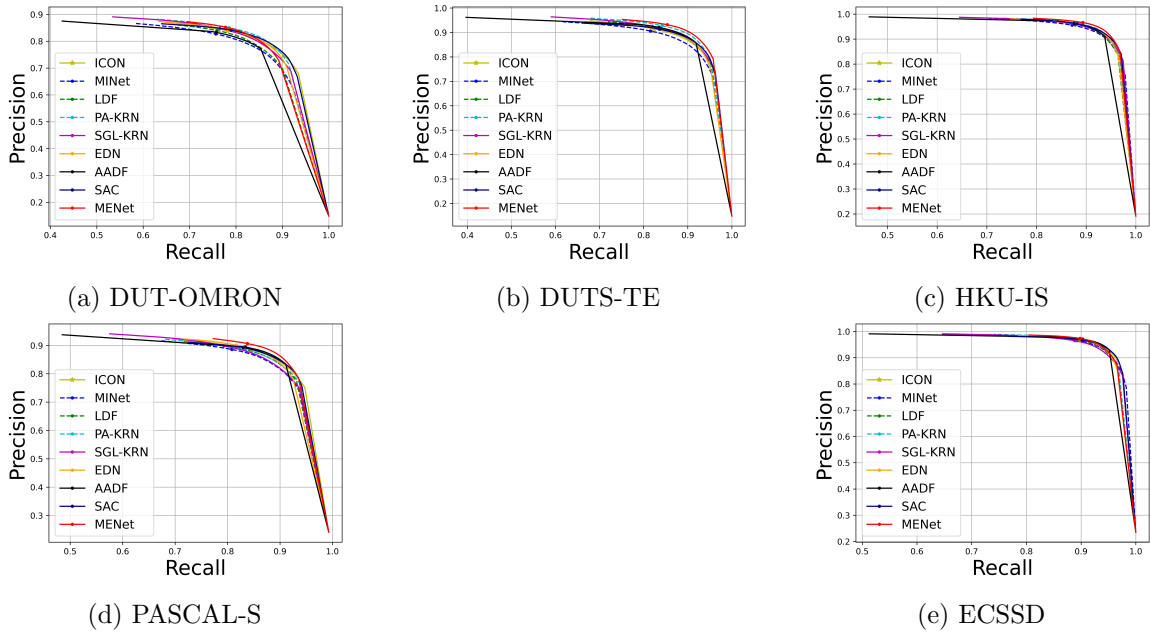 Precision
0.9
0.8
0.7
0.6
0.5
0.4
0.3
0.2
ICON
MINet
LDF
PA-KRN
SGL-KRN
EDN
AADF
SAC
MENet
0.4 0.5 0.6 0.7 0.8 0.9 1.0
Recall
(a) DUT-OMRON
Precision
1.0
0.9
0.8
0.7
0.6
0.5
0.4
0.3
0.2
ICON
MINet
LDF
PA-KRN
SGL-KRN
EDN
AADF
SAC
MENet
0.4 0.5 0.6 0.7 0.8 0.9 1.0
Recall
(b) DUTS-TE
Precision
1.0
0.9
0.8
0.7
0.6
0.5
0.4
0.3
0.2
ICON
MINet
LDF
PA-KRN
SGL-KRN
EDN
AADF
SAC
MENet
0.5 0.6 0.7 0.8 0.9 1.0
Recall
(c) HKU-IS
Precision
0.9
0.8
0.7
0.6
0.5
0.4
0.3
ICON
MINet
LDF
PA-KRN
SGL-KRN
EDN
AADF
SAC
MENet
0.5 0.6 0.7 0.8 0.9 1.0
Recall
(d) PASCAL-S
Precision
1.0
0.9
0.8
0.7
0.6
0.5
0.4
0.3
0.2
ICON
MINet
LDF
PA-KRN
SGL-KRN
EDN
AADF
SAC
MENet
0.5 0.6 0.7 0.8 0.9 1.0
Recall
(e) ECSSD